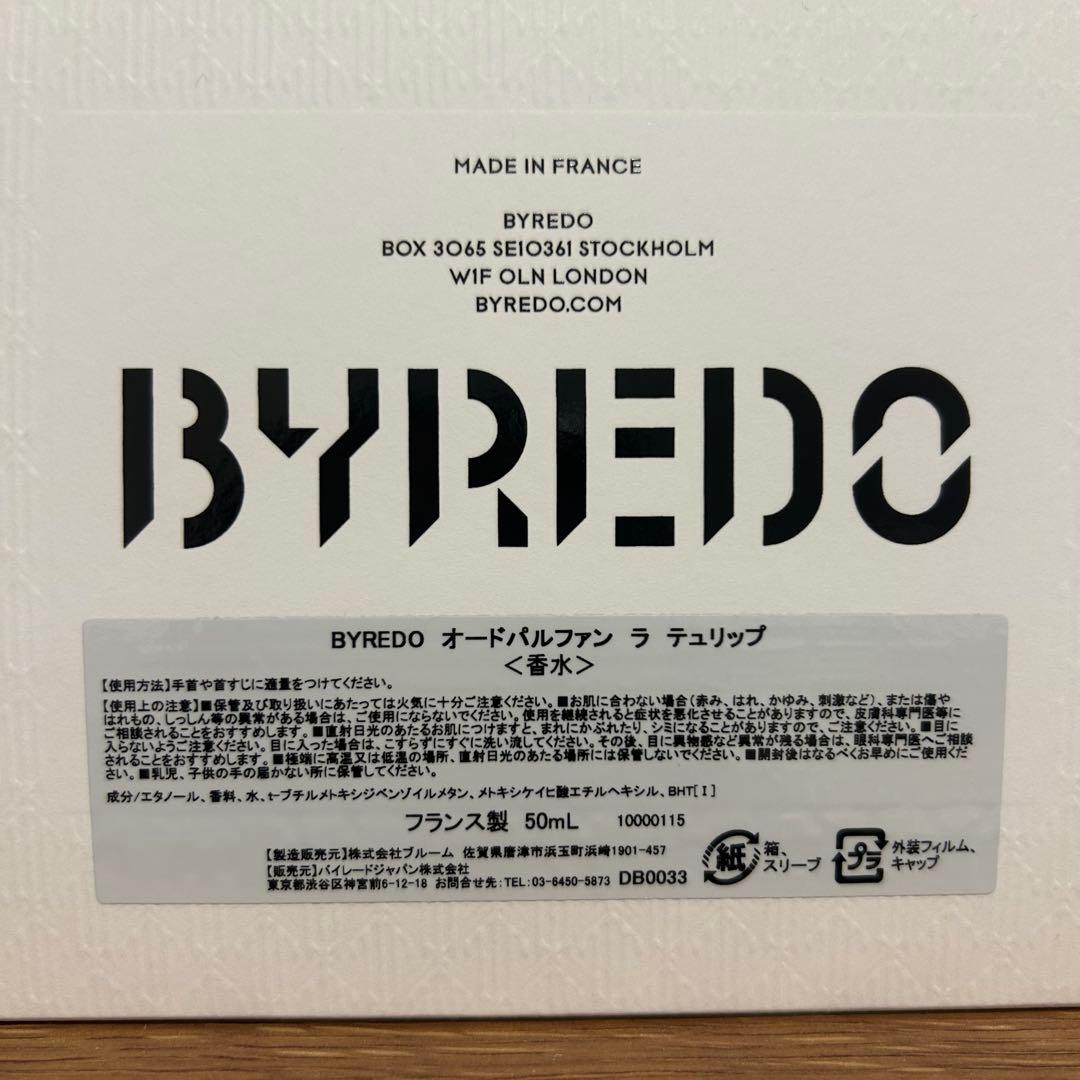 MADE IN FRANCE
BYREDO
BOX 3065 SE10361 STOCKHOLM
W1F OLN LONDON
BYREDO.COM
BYREDO
BYREDO オードパルファン ラ テュリップ
＜香水＞
【使用方法】手首や首すじに適量をつけてください。
【使用上の注意】■保管及び取り扱いにあたっては火気に十分ご注意ください。■お肌に合わない場合(赤み、はれ、かゆみ、刺激など)、または傷や
はれもの、しっしん等の異常がある場合は、ご使用にならないでください。使用を継続されると症状を悪化させることがありますので、皮膚科専門医等に
ご相談されることをおすすめします。■直射日光のあたるお肌につけますと、まれにかぶれたり、シミになることがありますので、ご注意ください。■目に
入らないようご注意ください。目に入った場合は、こすらずにすぐに洗い流してください。その後、目に異物感など異常が残る場合は、眼科専門医へご相談
されることをおすすめします。■極端に高温又は低温の場所、直射日光のあたる場所には保管しないでください。■開封後はなるべくお早めにご使用くだ
さい。■乳児、子供の手の届かない所に保管してください。
成分/エタノール、香料、水、t-ブチルメトキシジベンゾイルメタン、メトキシケイヒ酸エチルヘキシル、BHT[I]
フランス製 50mL 10000115
【製造販売元】株式会社ブルーム 佐賀県唐津市浜玉町浜崎1901-457
【販売元】バイレードジャパン株式会社
東京都渋谷区神宮前6-12-18 お問合せ先:TEL:03-6450-5873 DB0033
紙 箱、
スリーブ
プラ 外装フィルム、
キャップ